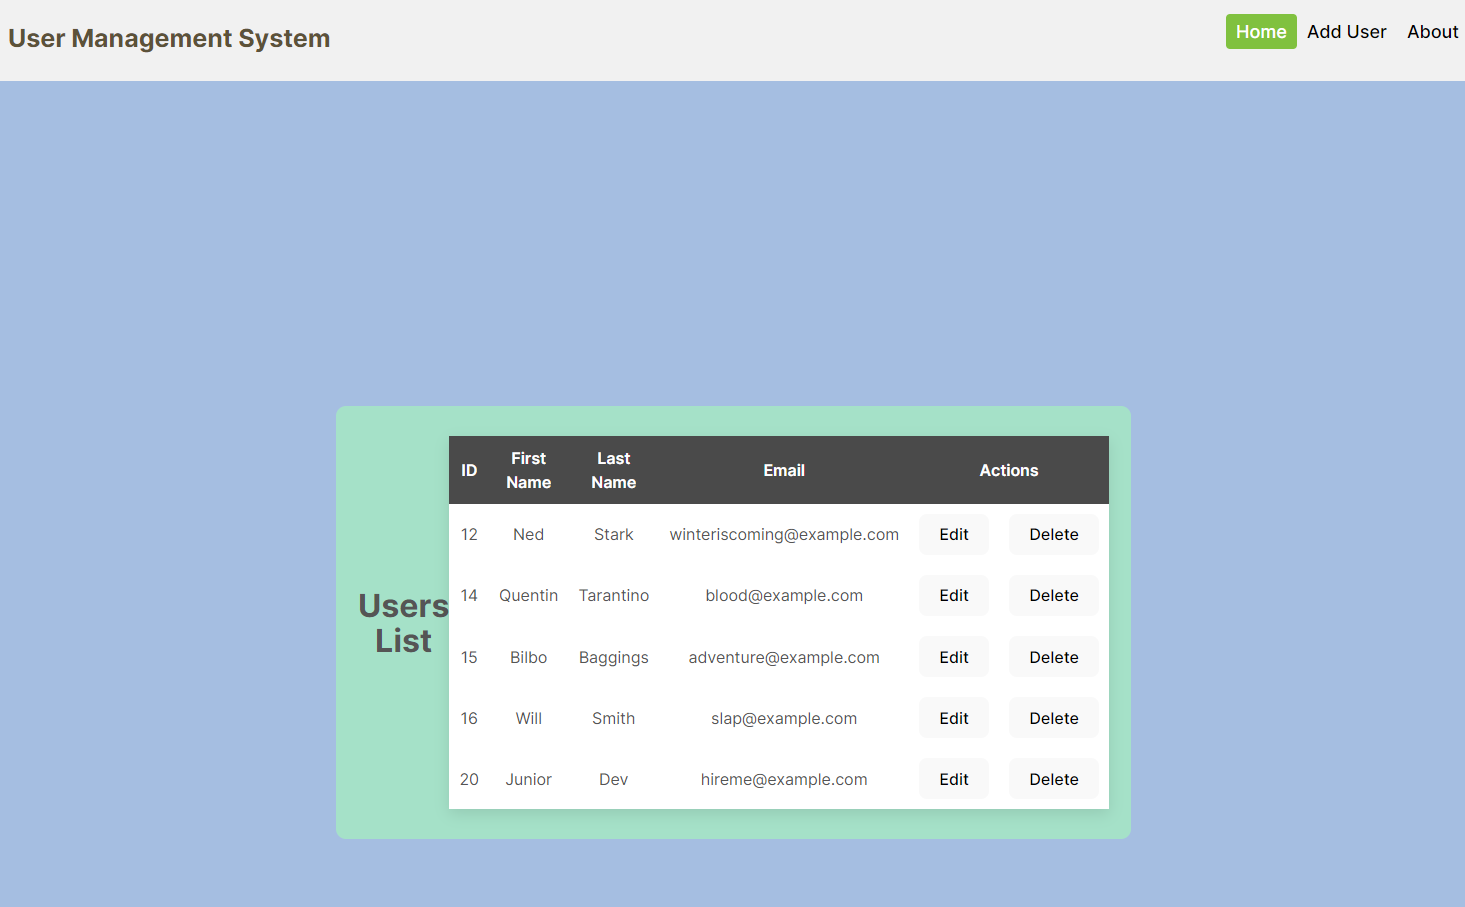 User Management System
Home Add User About
Users
List
ID First Name Last Name Email Actions
12 Ned Stark winteriscoming@example.com Edit Delete
14 Quentin Tarantino blood@example.com Edit Delete
15 Bilbo Baggings adventure@example.com Edit Delete
16 Will Smith slap@example.com Edit Delete
20 Junior Dev hireme@example.com Edit Delete